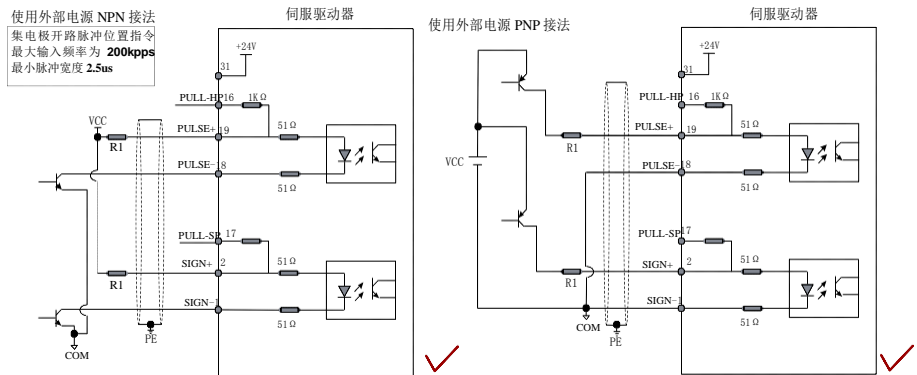 使用外部电源 NPN 接法
集电极开路脉冲位置指令
最大输入频率为 200kpps
最小脉冲宽度 2.5us
伺服驱动器
+24V
31
PULL-HP16
1KΩ
VCC
PULSE+
19
51Ω
R1
PULSE-18
51Ω
PULL-SP
17
SIGN+
2
51Ω
R1
SIGN-1
51Ω
COM
PE
使用外部电源 PNP 接法
伺服驱动器
+24V
31
PULL-HP
16
1KΩ
PULSE+
19
51Ω
R1
VCC
PULSE-18
51Ω
PULL-SP
17
SIGN+
2
51Ω
R1
SIGN-1
51Ω
COM
PE